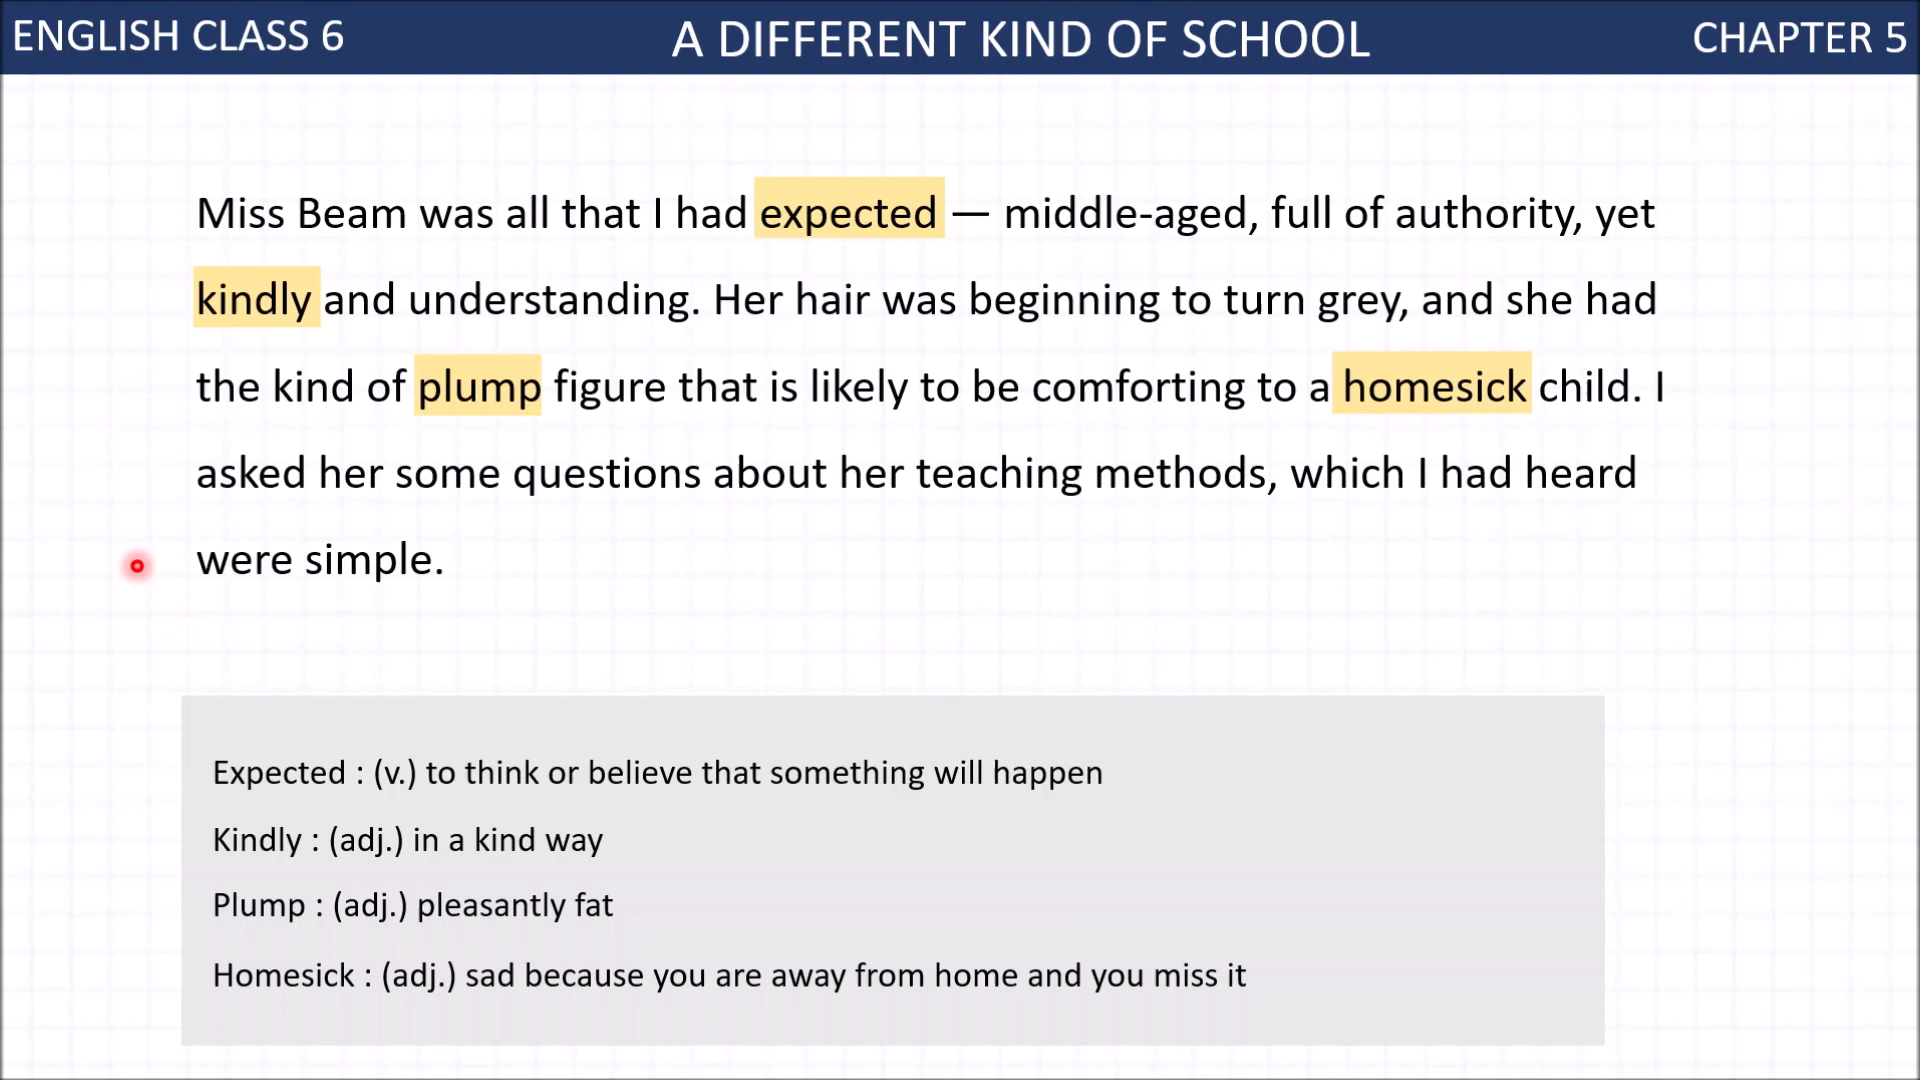 ENGLISH CLASS 6
A DIFFERENT KIND OF SCHOOL
CHAPTER 5
Miss Beam was all that I had expected — middle-aged, full of authority, yet
kindly and understanding. Her hair was beginning to turn grey, and she had
the kind of plump figure that is likely to be comforting to a homesick child. I
asked her some questions about her teaching methods, which I had heard
were simple.
Expected : (v.) to think or believe that something will happen
Kindly : (adj.) in a kind way
Plump : (adj.) pleasantly fat
Homesick : (adj.) sad because you are away from home and you miss it